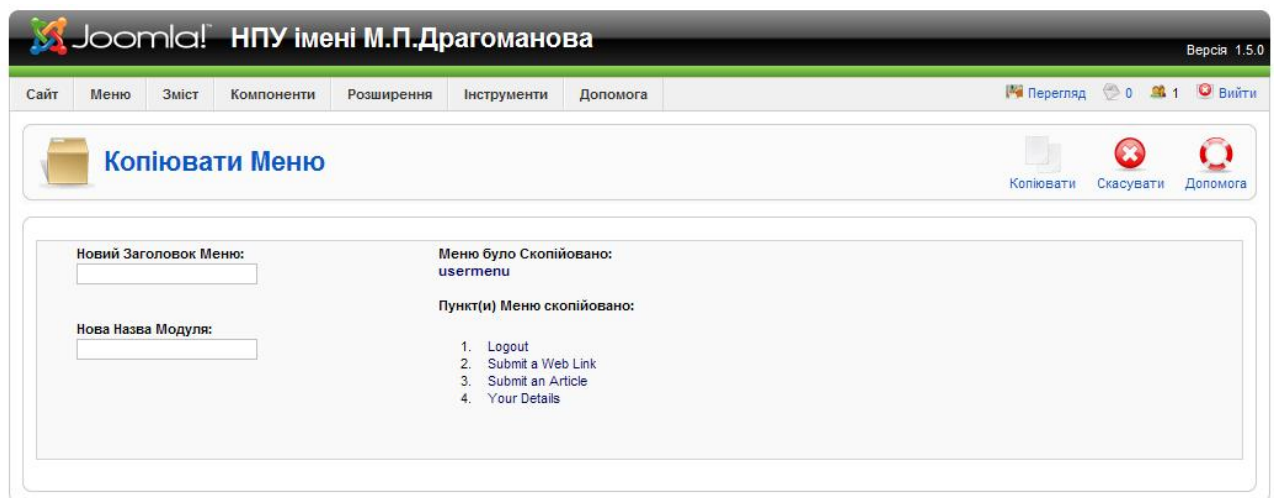 Joomla! НПУ імені М.П.Драгоманова
Версія 1.5.0
Сайт Меню Зміст Компоненти Розширення Інструменти Допомога Перегляд 0 1 Вийти
Копіювати Меню
Копіювати Скасувати Допомога
Новий Заголовок Меню:
Нова Назва Модуля:
Меню було Скопійовано:
usermenu
Пункт(и) Меню скопійовано:
1. Logout
2. Submit a Web Link
3. Submit an Article
4. Your Details